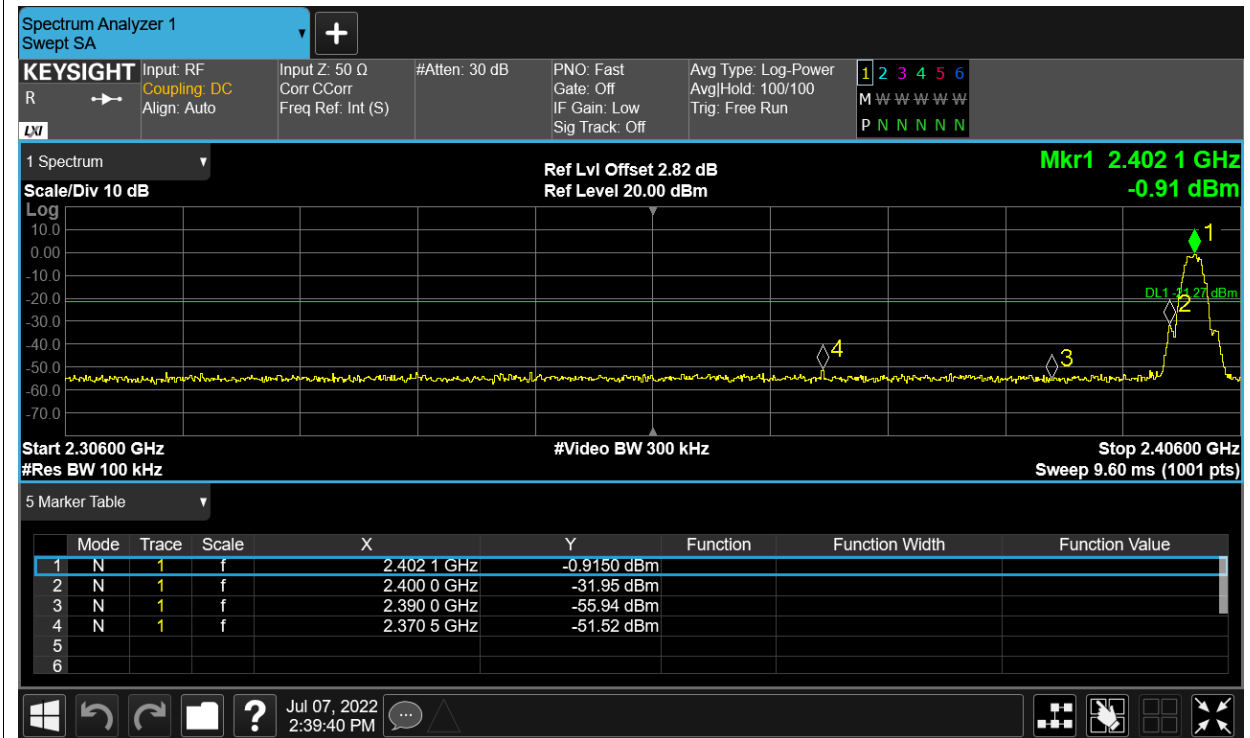 Spectrum Analyzer 1
Swept SA
+
KEYSIGHT
R
LXI
Input: RF
Coupling: DC
Align: Auto
Input Z: 50 Ω
Corr CCorr
Freq Ref: Int (S)
#Atten: 30 dB
PNO: Fast
Gate: Off
IF Gain: Low
Sig Track: Off
Avg Type: Log-Power
Avg|Hold: 100/100
Trig: Free Run
1 2 3 4 5 6
M W W W W W
P N N N N N
1 Spectrum
Scale/Div 10 dB
Ref Lvl Offset 2.82 dB
Ref Level 20.00 dBm
Mkr1 2.402 1 GHz
-0.91 dBm
Log
10.0
0.00
-10.0
-20.0
-30.0
-40.0
-50.0
-60.0
-70.0
1
DL1 -21.27 dBm
2
4
3
Start 2.30600 GHz
#Res BW 100 kHz
#Video BW 300 kHz
Stop 2.40600 GHz
Sweep 9.60 ms (1001 pts)
5 Marker Table
Mode Trace Scale X Y Function Function Width Function Value
1 N 1 f 2.402 1 GHz -0.9150 dBm
2 N 1 f 2.400 0 GHz -31.95 dBm
3 N 1 f 2.390 0 GHz -55.94 dBm
4 N 1 f 2.370 5 GHz -51.52 dBm
5
6
?
Jul 07, 2022
2:39:40 PM